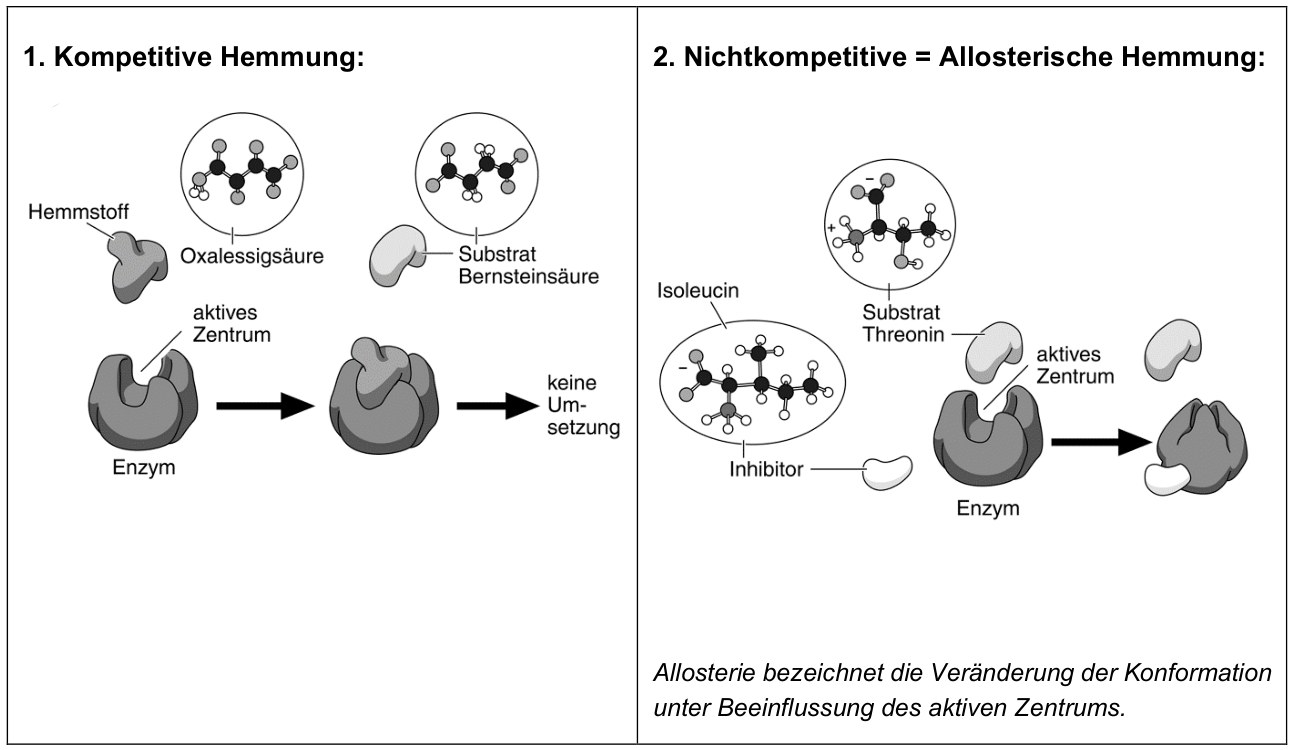 1. Kompetitive Hemmung:
Hemmstoff
Oxalessigsäure
Substrat
Bernsteinsäure
aktives
Zentrum
keine
Um-
setzung
Enzym
2. Nichtkompetitive = Allosterische Hemmung:
−
+
Isoleucin
Substrat
Threonin
−
aktives
Zentrum
Inhibitor
Enzym
Allosterie bezeichnet die Veränderung der Konformation
unter Beeinflussung des aktiven Zentrums.